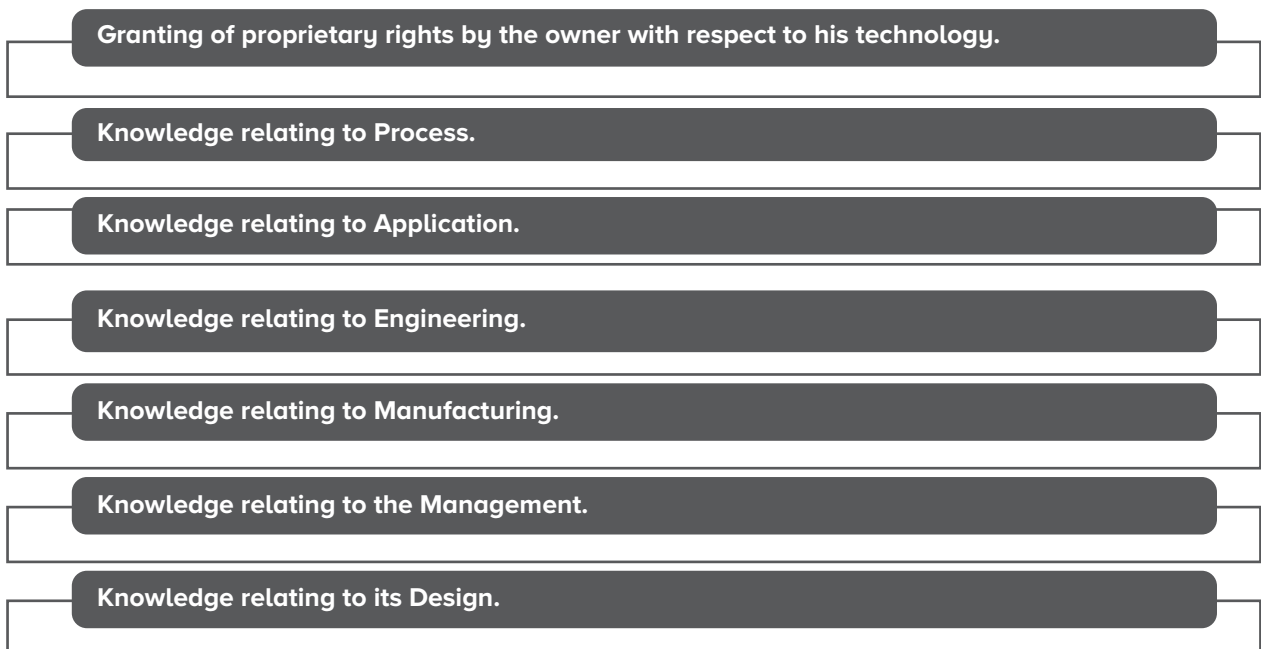 Granting of proprietary rights by the owner with respect to his technology.
Knowledge relating to Process.
Knowledge relating to Application.
Knowledge relating to Engineering.
Knowledge relating to Manufacturing.
Knowledge relating to the Management.
Knowledge relating to its Design.